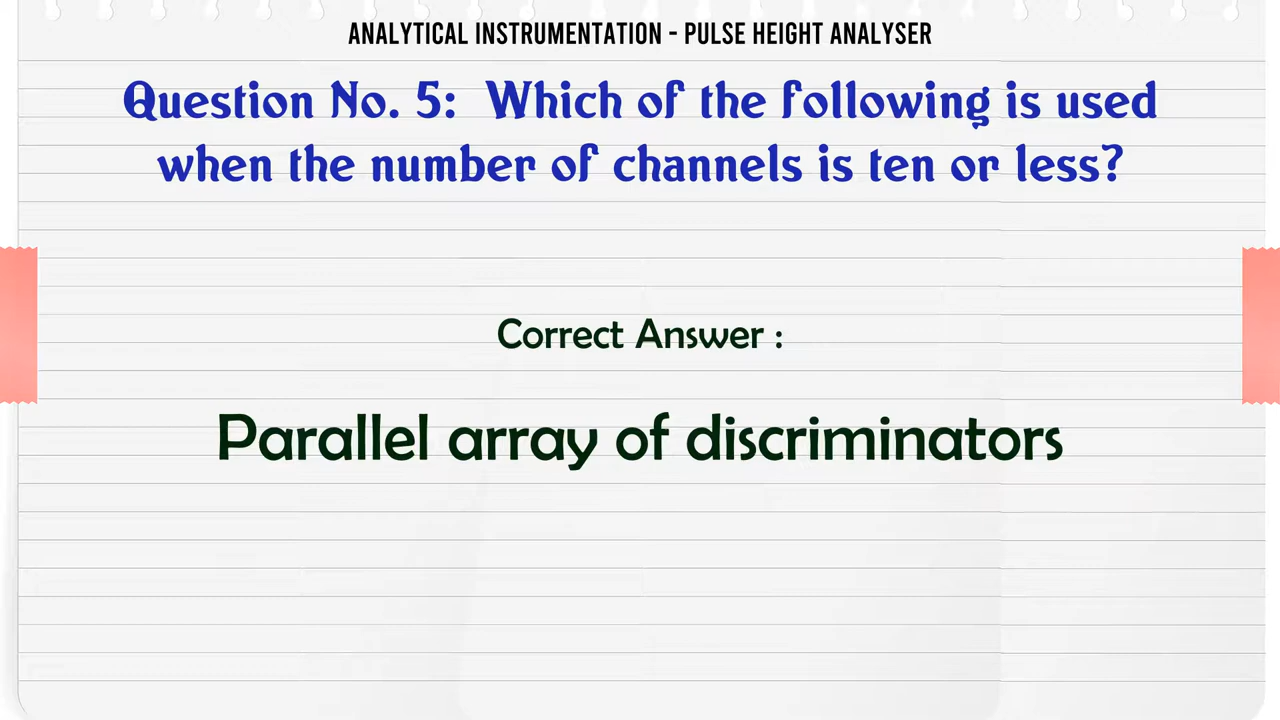 ANALYTICAL INSTRUMENTATION - PULSE HEIGHT ANALYSER
Question No. 5: Which of the following is used
when the number of channels is ten or less?
Correct Answer :
Parallel array of discriminators